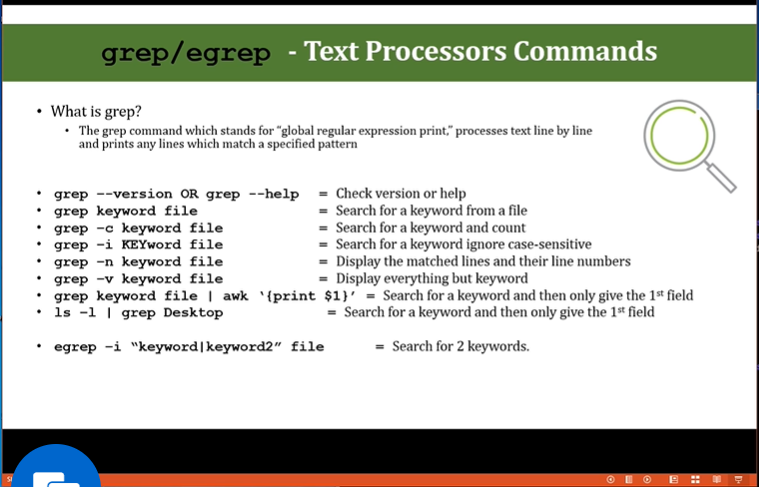 grep/egrep - Text Processors Commands
• What is grep?
• The grep command which stands for “global regular expression print,” processes text line by line
and prints any lines which match a specified pattern
• grep --version OR grep --help = Check version or help
• grep keyword file = Search for a keyword from a file
• grep –c keyword file = Search for a keyword and count
• grep –i KEYword file = Search for a keyword ignore case-sensitive
• grep –n keyword file = Display the matched lines and their line numbers
• grep –v keyword file = Display everything but keyword
• grep keyword file | awk ‘{print $1}’ = Search for a keyword and then only give the 1st field
• ls –l | grep Desktop = Search for a keyword and then only give the 1st field
• egrep –i “keyword|keyword2” file = Search for 2 keywords.